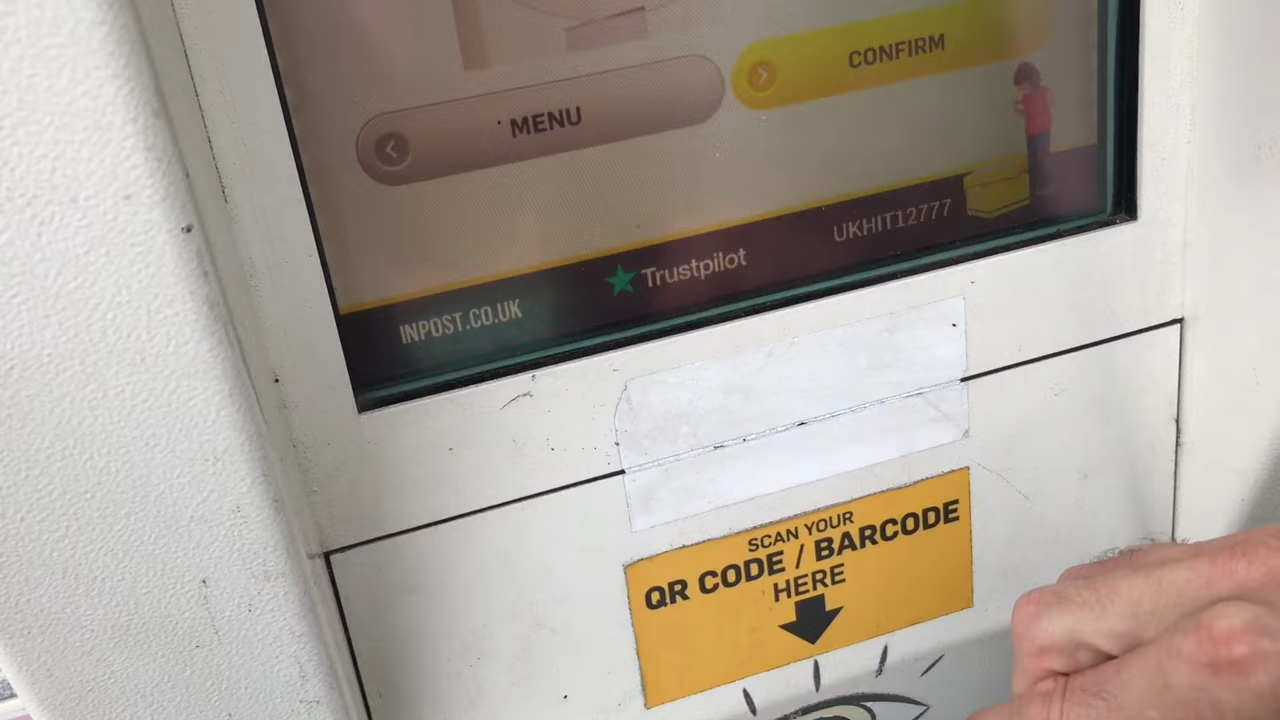 CONFIRM
MENU
UKHIT12777
Trustpilot
INPOST.CO.UK
SCAN YOUR
QR CODE / BARCODE
HERE